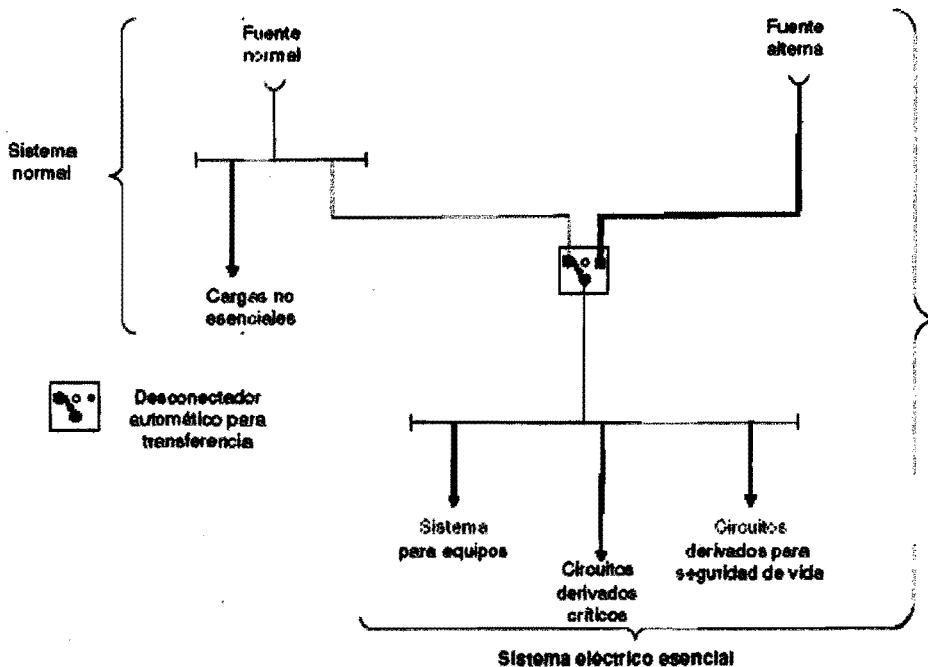 Fuente
normal
Fuente
alterna
Sistema
normal
Cargas no
esenciales
Desconectador
automático para
transferencia
Sistema
para equipos
Circuitos
derivados
críticos
Circuitos
derivados para
seguridad de vida
Sistema eléctrico esencial